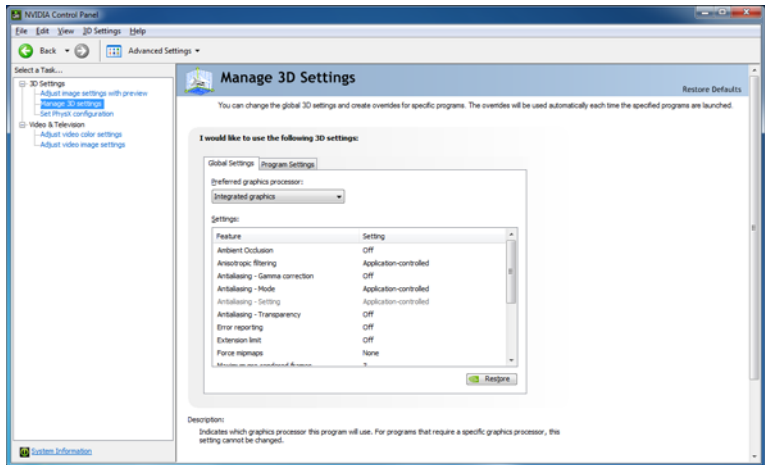 NVIDIA Control Panel
File Edit View 3D Settings Help
Back Advanced Settings
Select a Task...
3D Settings
Adjust image settings with preview
Manage 3D settings
Set PhysX configuration
Video & Television
Adjust video color settings
Adjust video image settings
System Information
Manage 3D Settings
Restore Defaults
You can change the global 3D settings and create overrides for specific programs. The overrides will be used automatically each time the specified programs are launched.
I would like to use the following 3D settings:
Global Settings Program Settings
Preferred graphics processor:
Integrated graphics
Settings:
Feature Setting
Ambient Occlusion Off
Anisotropic filtering Application-controlled
Antialiasing - Gamma correction Off
Antialiasing - Mode Application-controlled
Antialiasing - Setting Application-controlled
Antialiasing - Transparency Off
Error reporting Off
Extension limit Off
Force mipmaps None
Maximum pre-rendered frames
Restore
Description:
Indicates which graphics processor this program will use. For programs that require a specific graphics processor, this
setting cannot be changed.